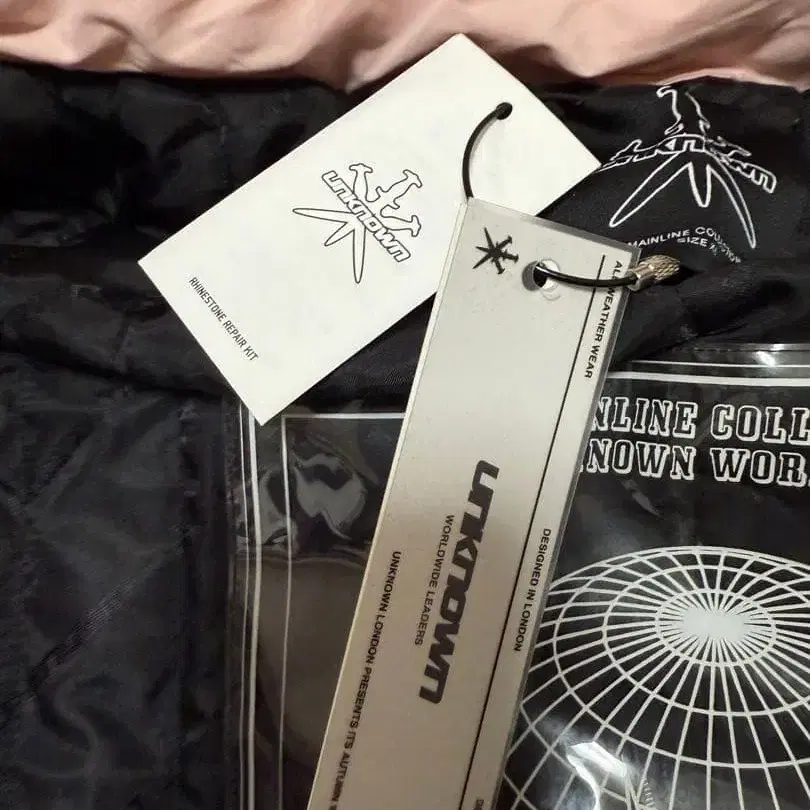 unknown
RHINESTONE REPAIR KIT
unknown
MAINLINE COLLECTION
SIZE
ALL WEATHER WEAR
unknown
WORLDWIDE LEADERS
DESIGNED IN LONDON
UNKNOWN LONDON PRESENTS ITS AUTUMN
NLINE COLL
NOWN WOR